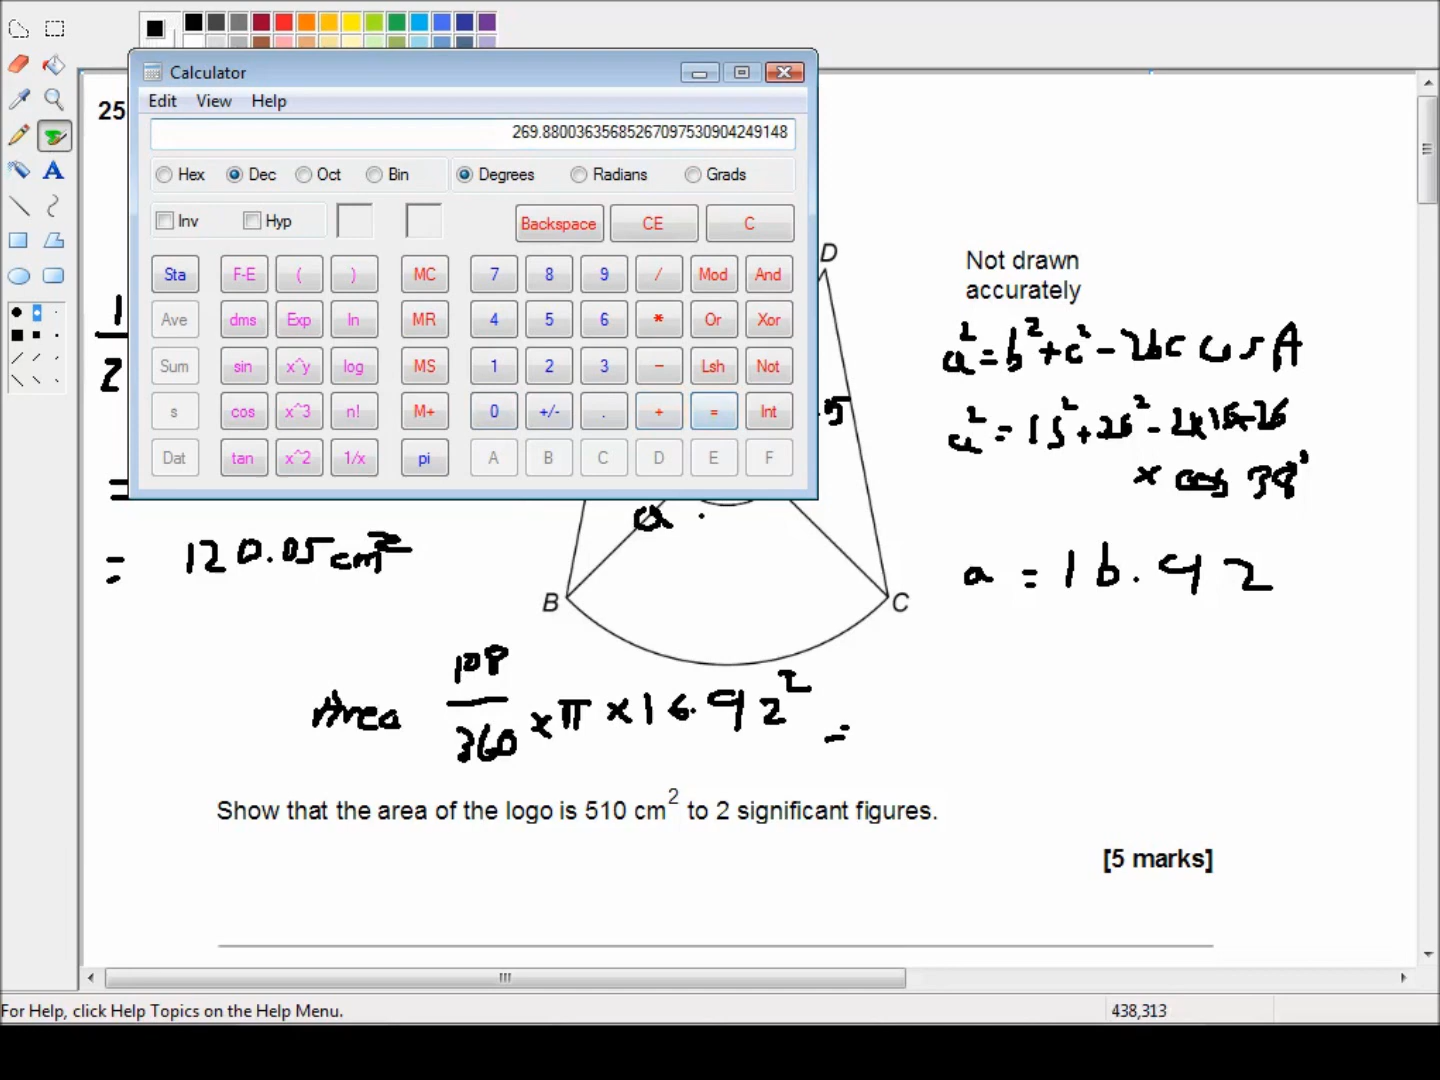 Calculator
Edit View Help
269.88003635685267097530904249148
Hex Dec Oct Bin Degrees Radians Grads
Inv Hyp Backspace CE C
Sta F-E ( ) MC 7 8 9 / Mod And
Ave dms Exp ln MR 4 5 6 * Or Xor
Sum sin x^y log MS 1 2 3 - Lsh Not
s cos x^3 n! M+ 0 +/- . + = Int
Dat tan x^2 1/x pi A B C D E F
25
D
Not drawn
accurately
1
2
a² = b² + c² - 2bc cos A
a² = 15² + 26² - 2x15x26
x cos 38°
=
a
= 120.05 cm²
a = 16.92
B
C
Area 108/360 x π x 16.92² =
Show that the area of the logo is 510 cm² to 2 significant figures.
[5 marks]
For Help, click Help Topics on the Help Menu.
438,313